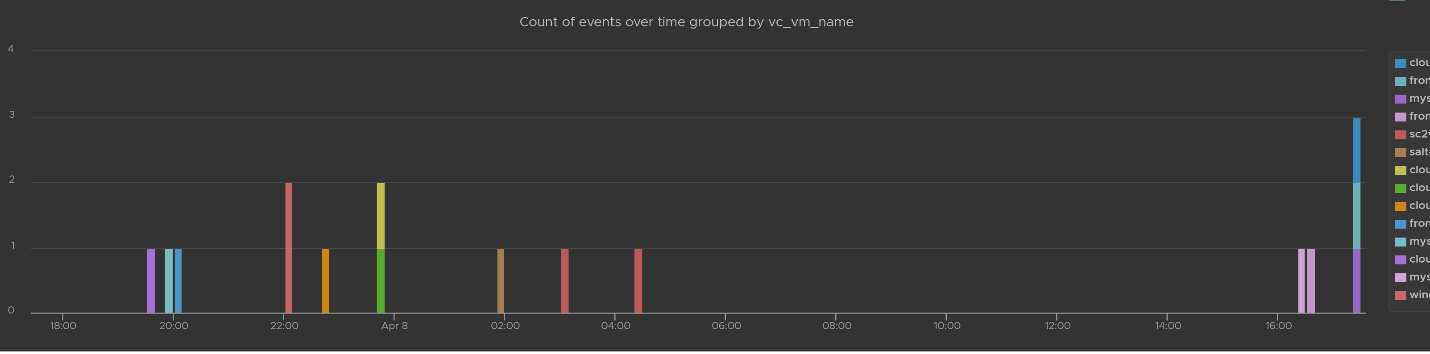 Count of events over time grouped by vc_vm_name
4
3
2
1
0
18:00 20:00 22:00 Apr 8 02:00 04:00 06:00 08:00 10:00 12:00 14:00 16:00
clou
fron
mys
fron
sc2v
salt-
clou
clou
clou
fron
mys
clou
mys
wind